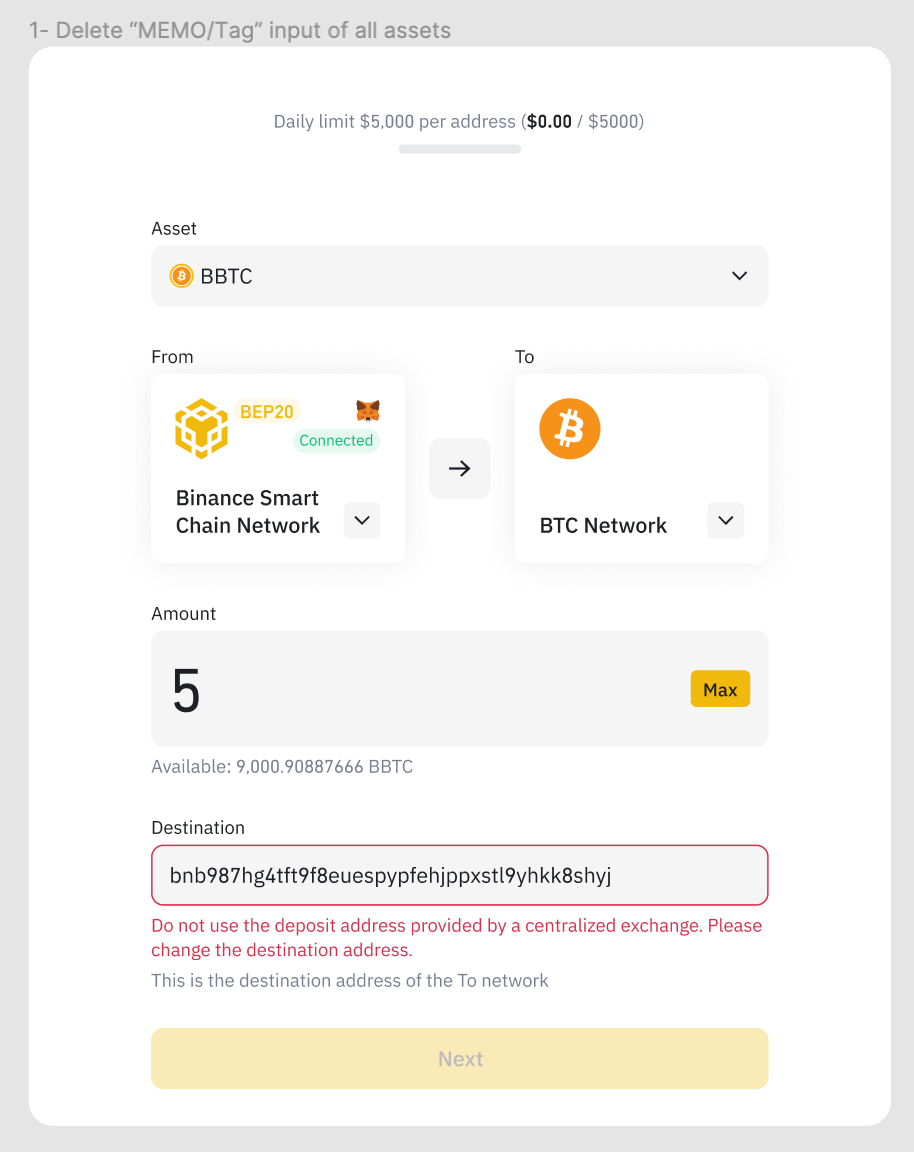 1- Delete “MEMO/Tag” input of all assets
Daily limit $5,000 per address ($0.00 / $5000)
Asset
BBTC
From
To
BEP20
Connected
Binance Smart
Chain Network
BTC Network
Amount
5
Max
Available: 9,000.90887666 BBTC
Destination
bnb987hg4tft9f8euespypfehjppxstl9yhkk8shyj
Do not use the deposit address provided by a centralized exchange. Please
change the destination address.
This is the destination address of the To network
Next